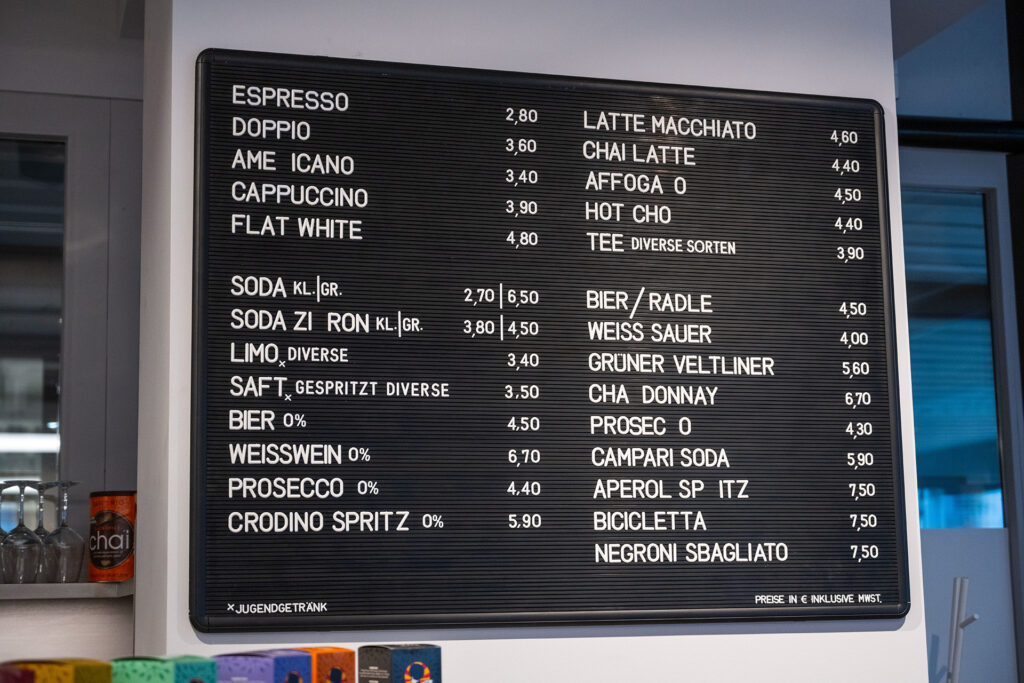 ESPRESSO 2,80
DOPPIO 3,60
AME ICANO 3,40
CAPPUCCINO 3,90
FLAT WHITE 4,80
SODA KL.|GR. 2,70|6,50
SODA ZI RON KL.|GR. 3,80|4,50
LIMO× DIVERSE 3,40
SAFT× GESPRITZT DIVERSE 3,50
BIER 0% 4,50
WEISSWEIN 0% 6,70
PROSECCO 0% 4,40
CRODINO SPRITZ 0% 5,90
×JUGENDGETRÄNK
LATTE MACCHIATO 4,60
CHAI LATTE 4,40
AFFOGA O 4,50
HOT CHO 4,40
TEE DIVERSE SORTEN 3,90
BIER/RADLE 4,50
WEISS SAUER 4,00
GRÜNER VELTLINER 5,60
CHA DONNAY 6,70
PROSEC O 4,30
CAMPARI SODA 5,90
APEROL SP ITZ 7,50
BICICLETTA 7,50
NEGRONI SBAGLIATO 7,50
PREISE IN € INKLUSIVE MWST.
chai